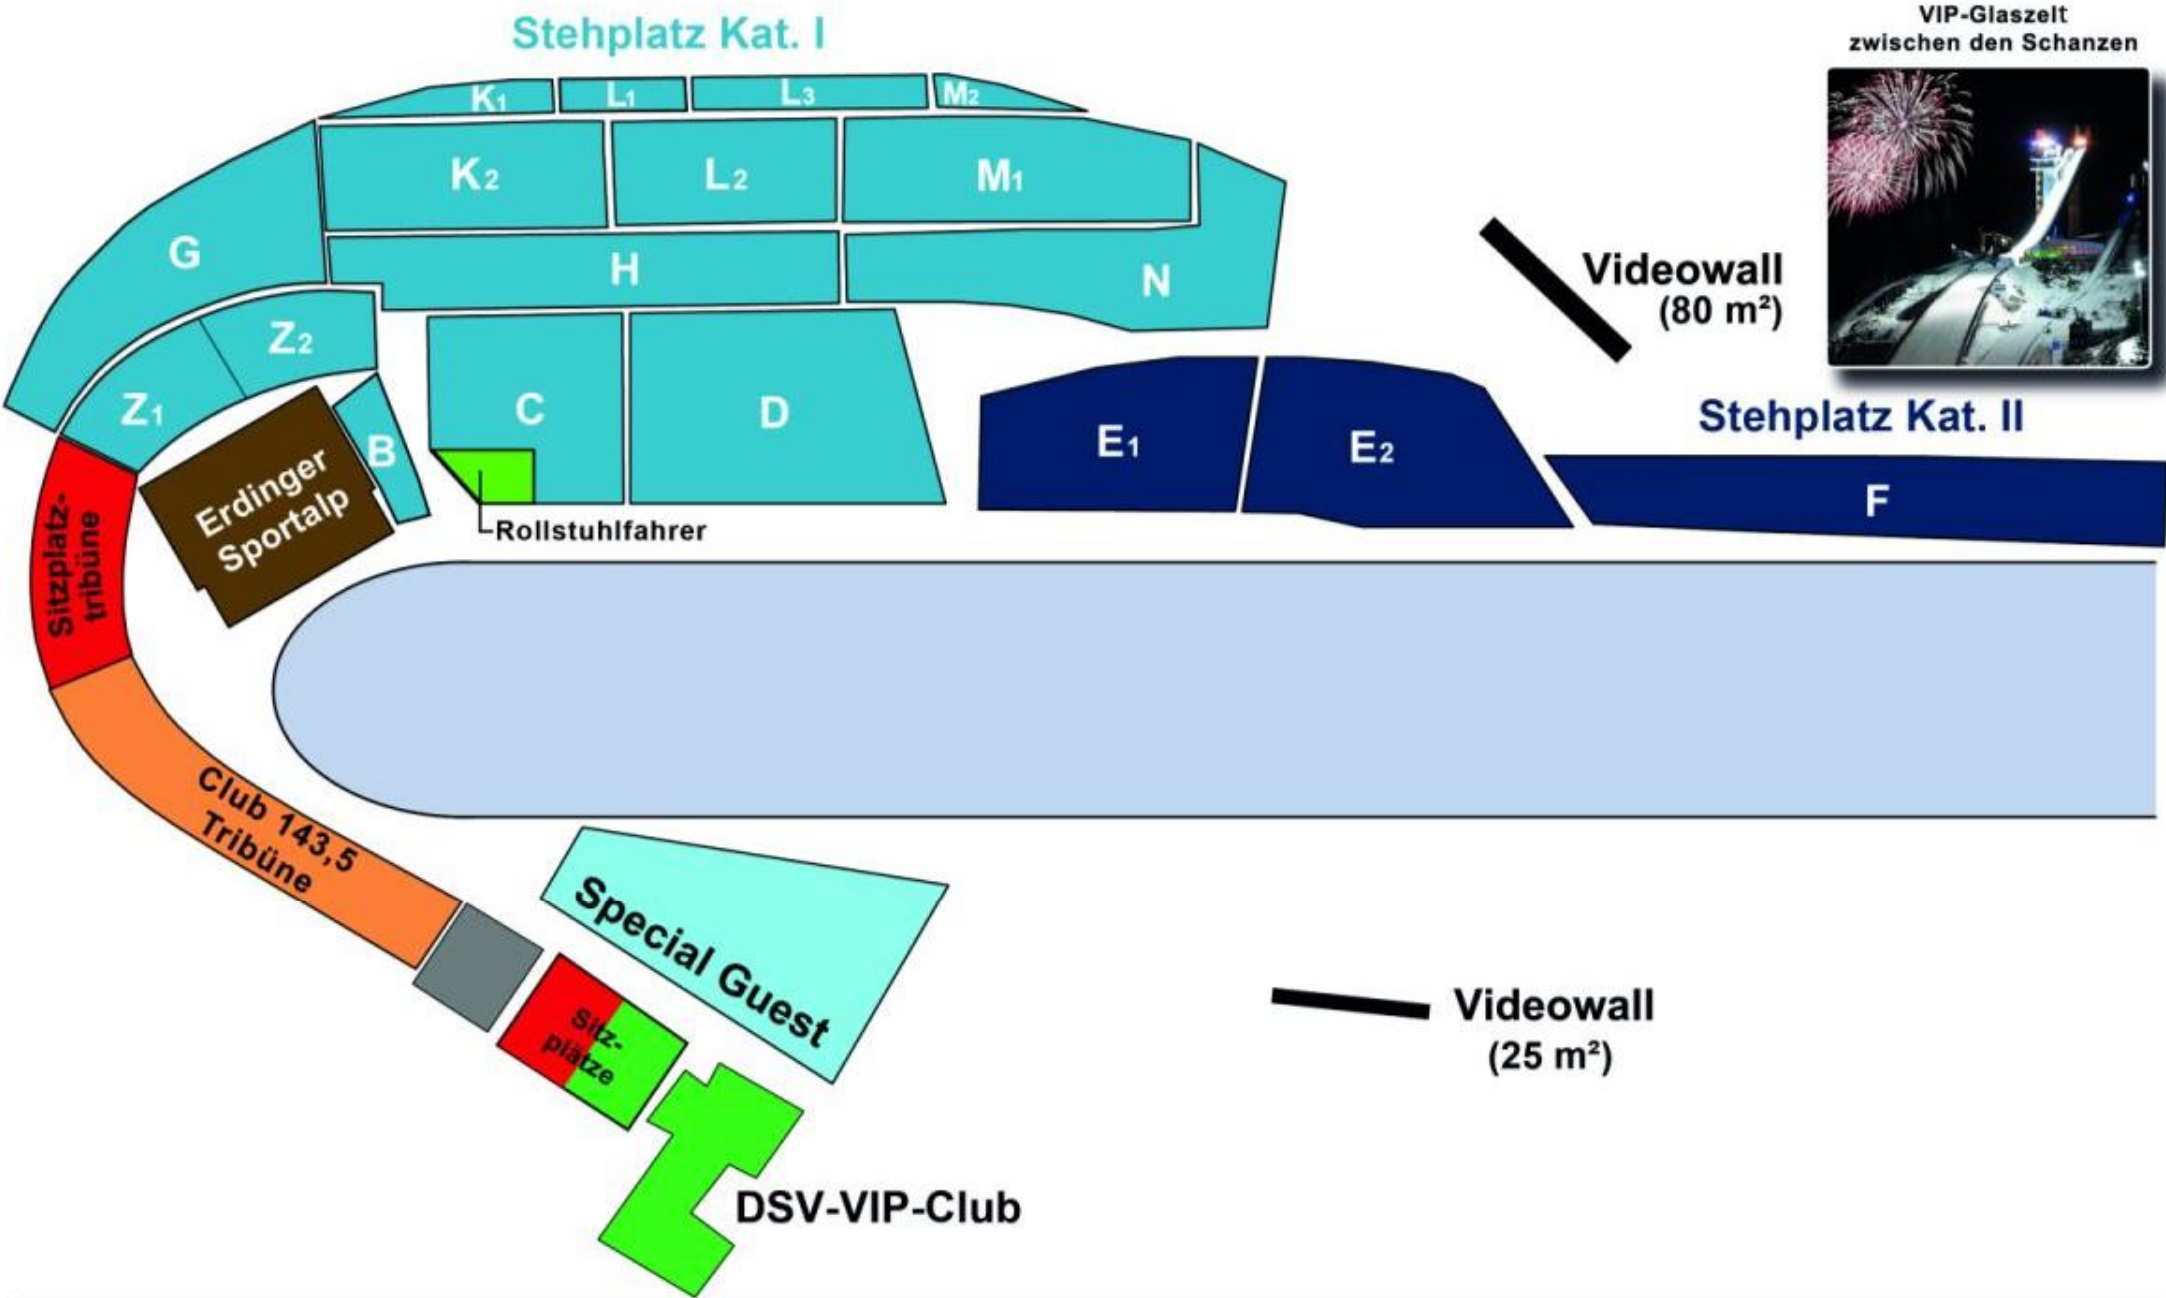 Stehplatz Kat. I
VIP-Glaszelt
zwischen den Schanzen
K1
L1
L3
M2
K2
L2
M1
G
H
N
Videowall
(80 m²)
Z2
Z1
C
D
B
E1
E2
Stehplatz Kat. II
F
Erdinger
Sportalp
Rollstuhlfahrer
Sitzplatz-
tribüne
Club 143,5
Tribüne
Special Guest
Sitz-
plätze
Videowall
(25 m²)
DSV-VIP-Club